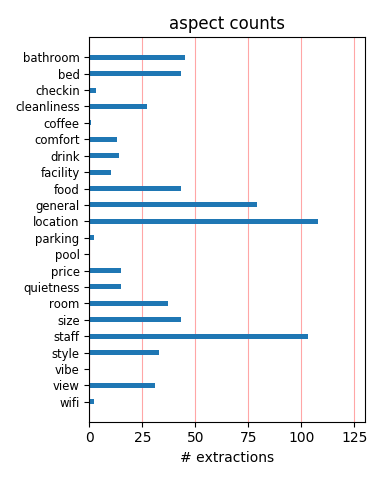 aspect counts
bathroom
bed
checkin
cleanliness
coffee
comfort
drink
facility
food
general
location
parking
pool
price
quietness
room
size
staff
style
vibe
view
wifi
0 25 50 75 100 125
# extractions